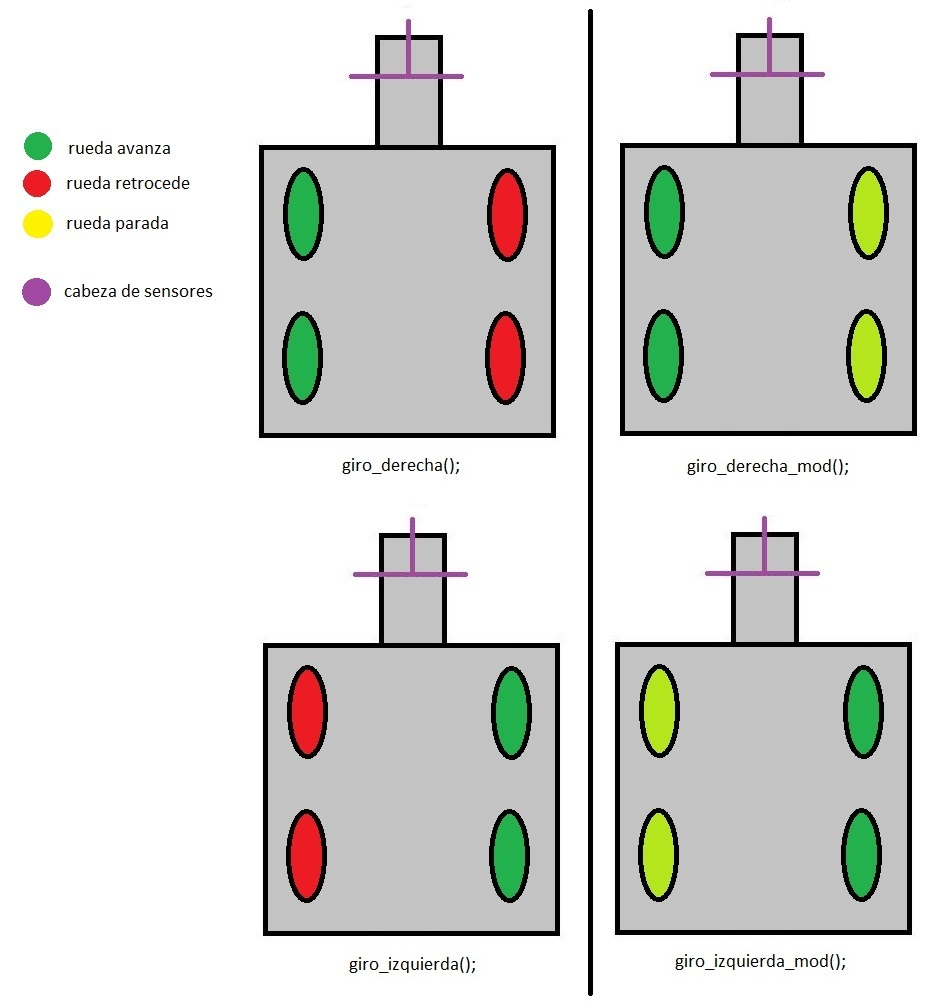 rueda avanza
rueda retrocede
rueda parada
cabeza de sensores
giro_derecha();
giro_derecha_mod();
giro_izquierda();
giro_izquierda_mod();